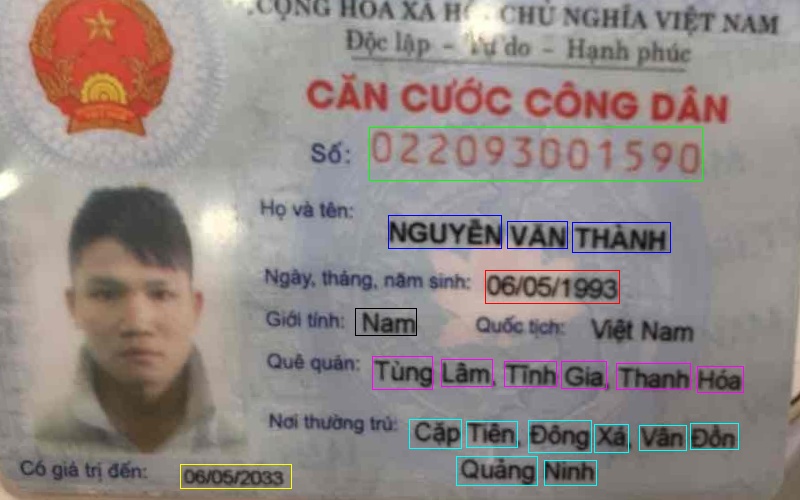 CỘNG HÒA XÃ HỘI CHỦ NGHĨA VIỆT NAM
Độc lập - Tự do - Hạnh phúc
CĂN CƯỚC CÔNG DÂN
Số: 022093001590
Họ và tên:
NGUYỄN VĂN THÀNH
Ngày, tháng, năm sinh: 06/05/1993
Giới tính: Nam Quốc tịch: Việt Nam
Quê quán: Tùng Lâm, Tĩnh Gia, Thanh Hóa
Nơi thường trú: Cặp Tiên, Đông Xá, Vân Đồn
Quảng Ninh
Có giá trị đến: 06/05/2033